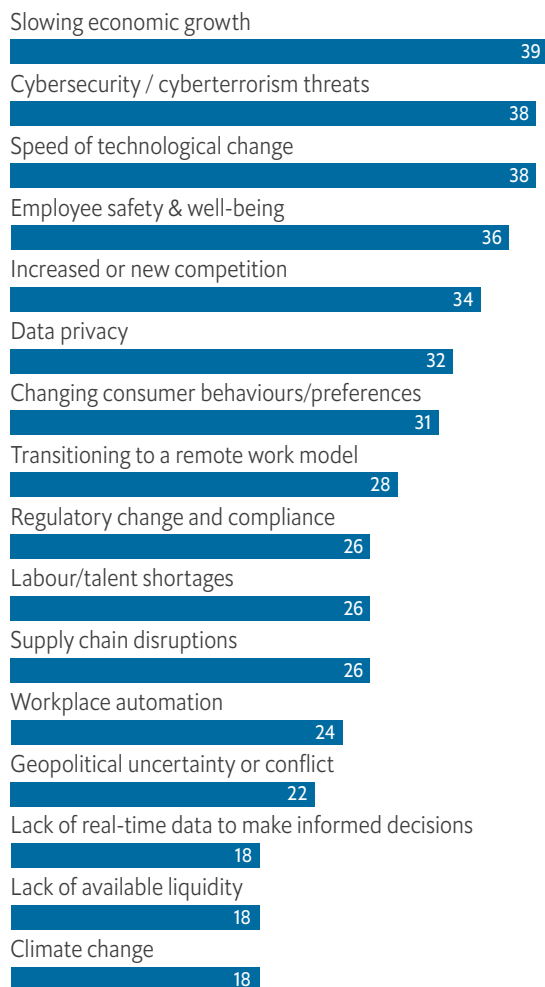 Slowing economic growth
39
Cybersecurity / cyberterrorism threats
38
Speed of technological change
38
Employee safety & well-being
36
Increased or new competition
34
Data privacy
32
Changing consumer behaviours/preferences
31
Transitioning to a remote work model
28
Regulatory change and compliance
26
Labour/talent shortages
26
Supply chain disruptions
26
Workplace automation
24
Geopolitical uncertainty or conflict
22
Lack of real-time data to make informed decisions
18
Lack of available liquidity
18
Climate change
18